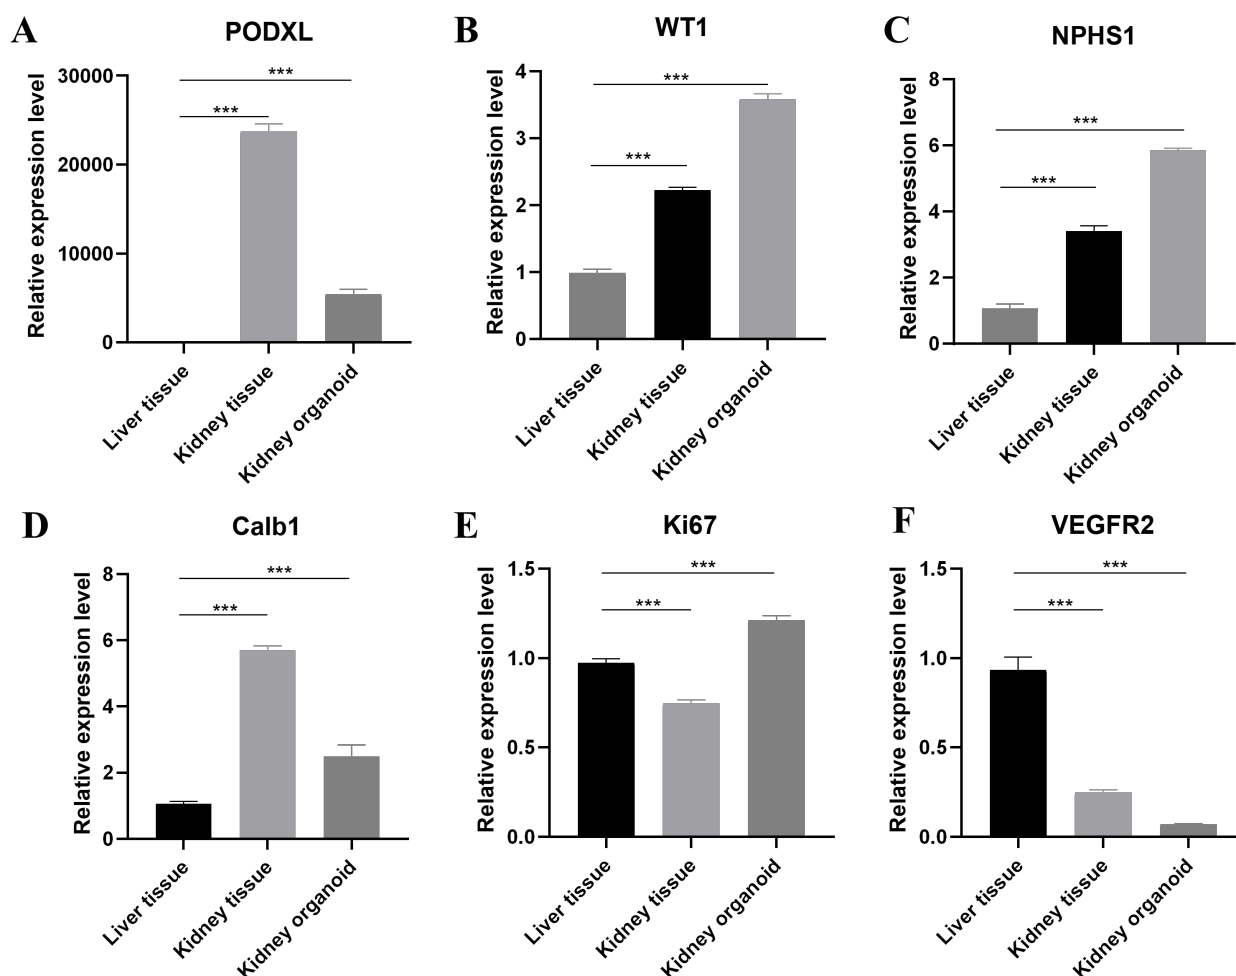 A
PODXL
Relative expression level
30000
20000
10000
0
***
***
Liver tissue
Kidney tissue
Kidney organoid
B
WT1
Relative expression level
4
3
2
1
0
***
***
Liver tissue
Kidney tissue
Kidney organoid
C
NPHS1
Relative expression level
8
6
4
2
0
***
***
Liver tissue
Kidney tissue
Kidney organoid
D
Calb1
Relative expression level
8
6
4
2
0
***
***
Liver tissue
Kidney tissue
Kidney organoid
E
Ki67
Relative expression level
1.5
1.0
0.5
0.0
***
***
Liver tissue
Kidney tissue
Kidney organoid
F
VEGFR2
Relative expression level
1.5
1.0
0.5
0.0
***
***
Liver tissue
Kidney tissue
Kidney organoid